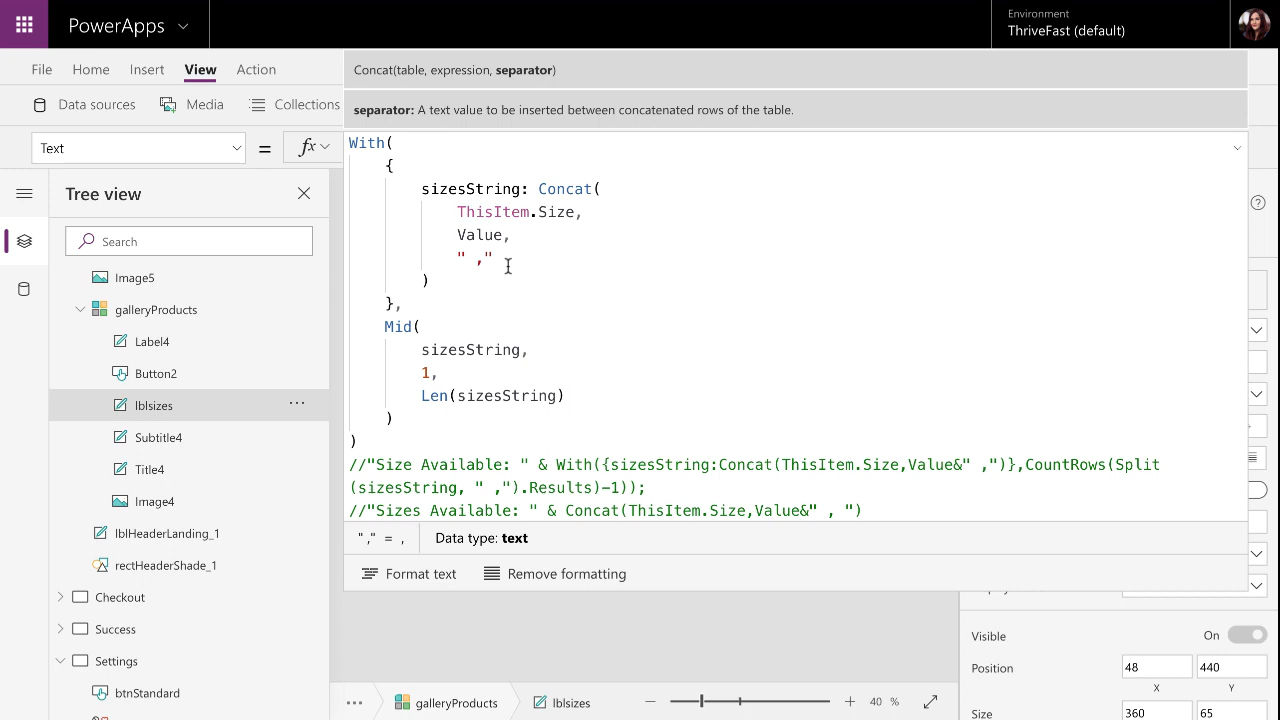 PowerApps
Environment
ThriveFast (default)
File Home Insert View Action
Concat(table, expression, separator)
Data sources Media Collections
separator: A text value to be inserted between concatenated rows of the table.
Text = fx
With(
{
sizesString: Concat(
ThisItem.Size,
Value,
" ,"
)
},
Mid(
sizesString,
1,
Len(sizesString)
)
)
//"Size Available: " & With({sizesString:Concat(ThisItem.Size,Value&" ,")},CountRows(Split
(sizesString, " ,").Results)-1));
//"Sizes Available: " & Concat(ThisItem.Size,Value&" , ")
"," = , Data type: text
Format text Remove formatting
Tree view
Search
Image5
galleryProducts
Label4
Button2
lblsizes ...
Subtitle4
Title4
Image4
lblHeaderLanding_1
rectHeaderShade_1
Checkout
Success
Settings
btnStandard
... galleryProducts lblsizes
40 %
Visible On
Position 48 440
X Y
Size 360 65